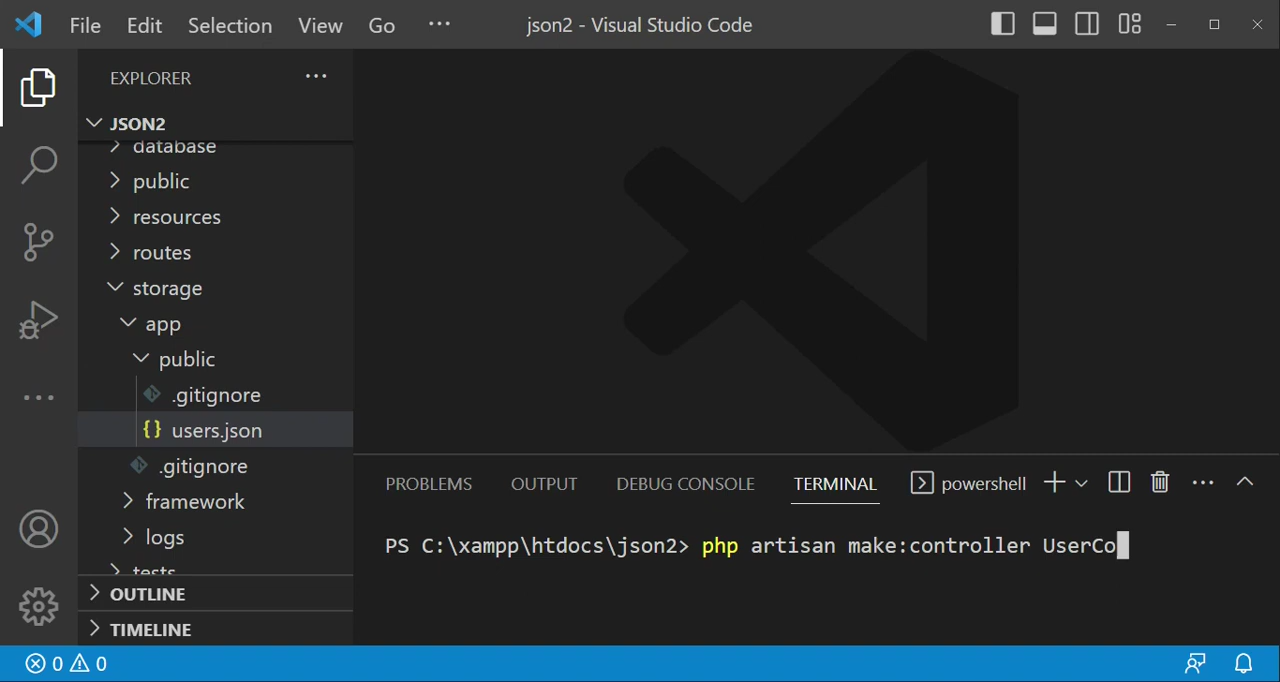 File Edit Selection View Go ··· json2 - Visual Studio Code
EXPLORER ···
JSON2
database
public
resources
routes
storage
app
public
.gitignore
{} users.json
.gitignore
framework
logs
tests
OUTLINE
TIMELINE
PROBLEMS OUTPUT DEBUG CONSOLE TERMINAL powershell ···
PS C:\xampp\htdocs\json2> php artisan make:controller UserCo
0 0